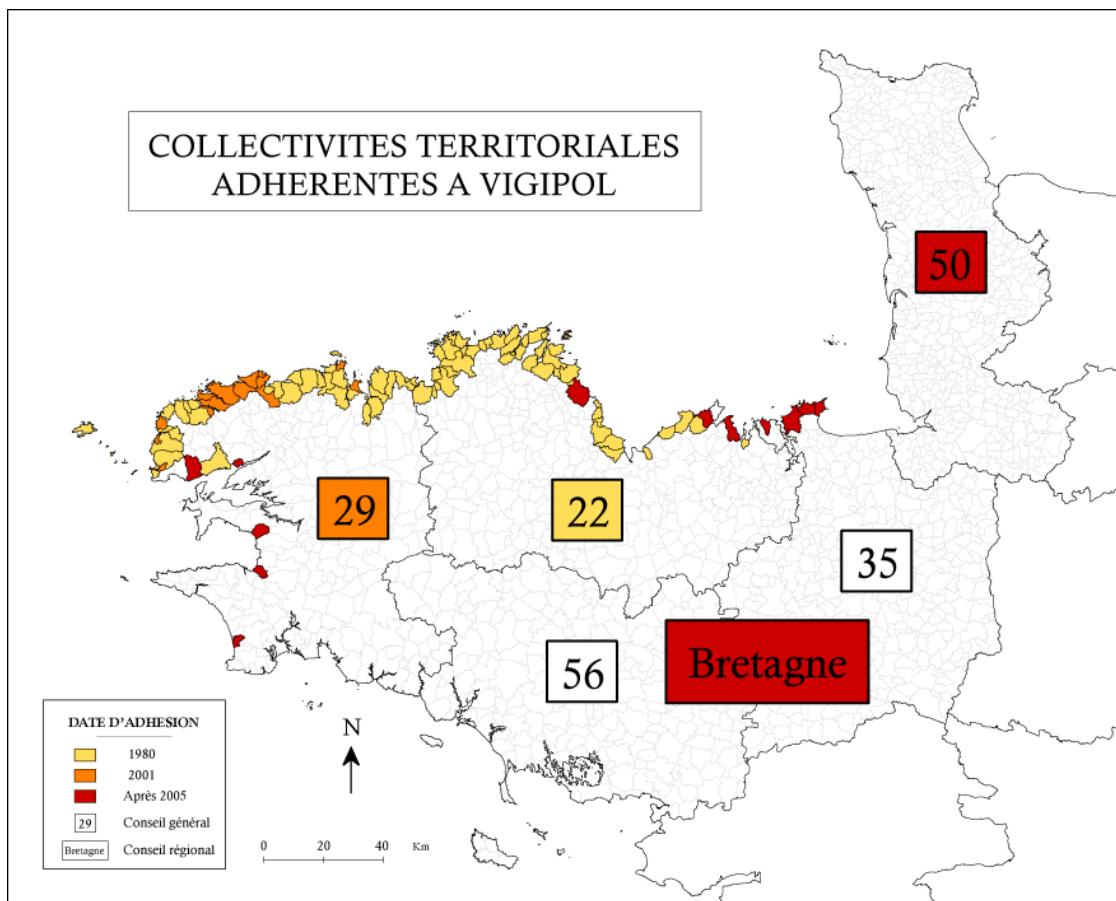 COLLECTIVITES TERRITORIALES
ADHERENTES A VIGIPOL
50
29
22
35
56
Bretagne
DATE D'ADHESION
1980
2001
Après 2005
29 Conseil général
Bretagne Conseil régional
N
0 20 40 Km